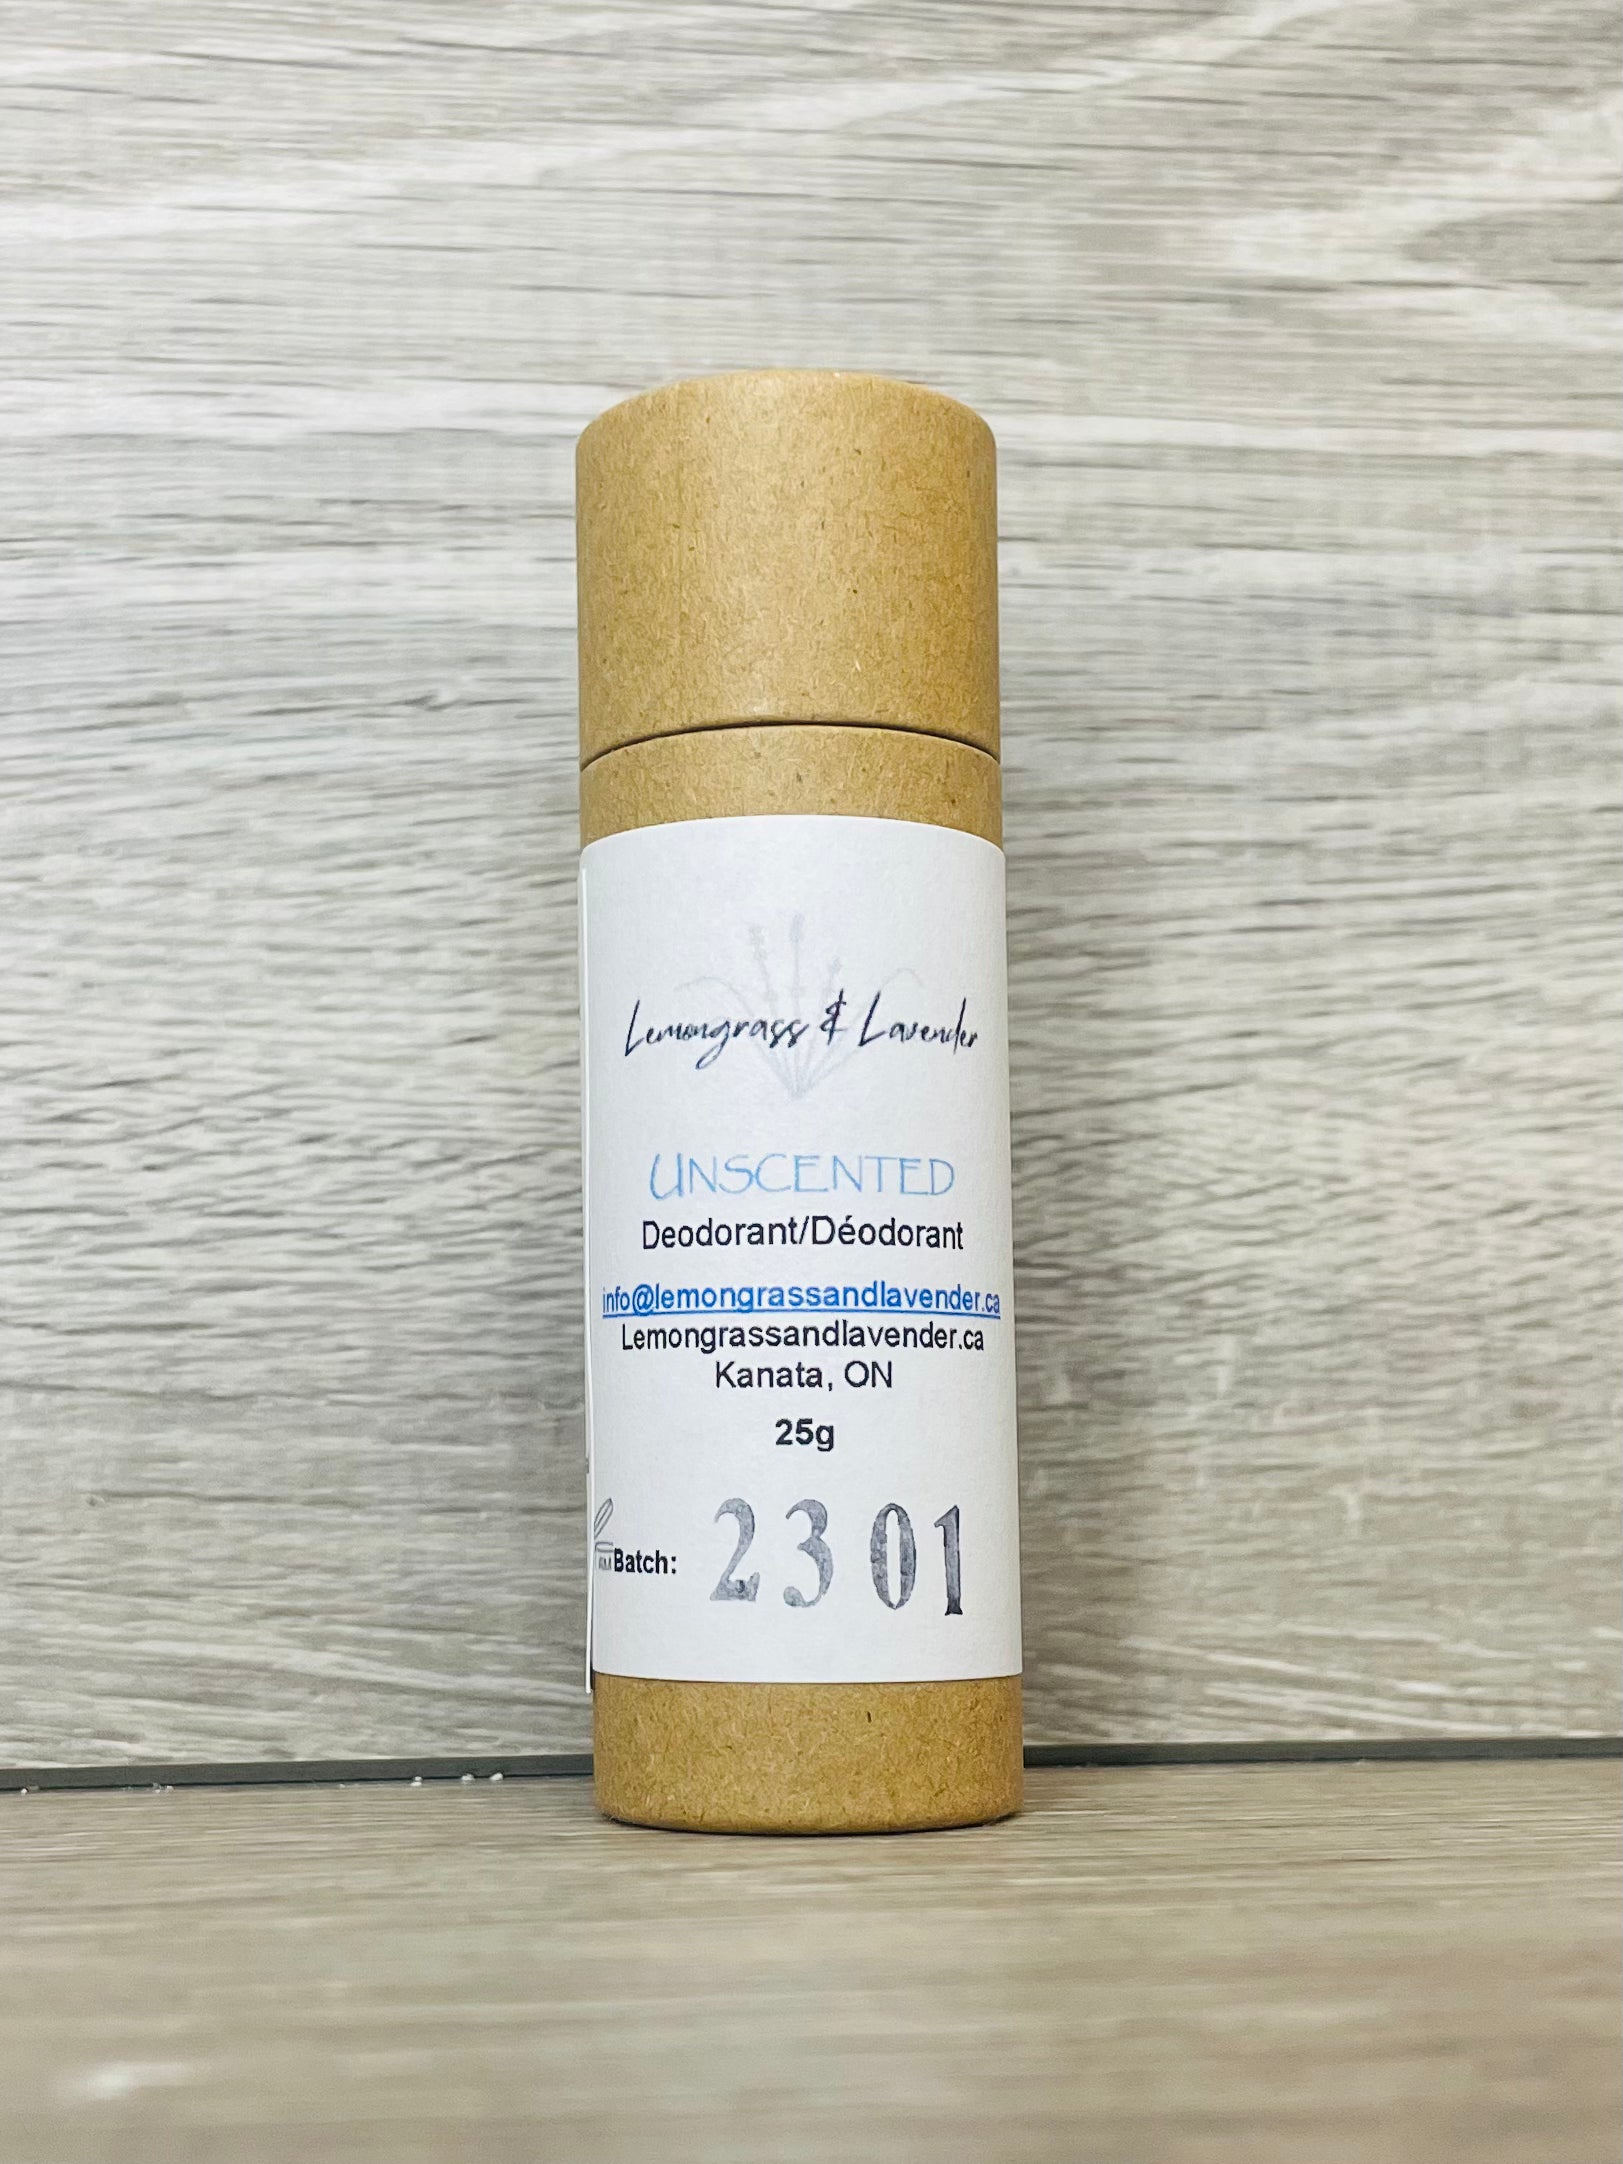 Lemongrass & Lavender
UNSCENTED
Deodorant/Déodorant
info@lemongrassandlavender.ca
Lemongrassandlavender.ca
Kanata, ON
25g
Batch: 2301